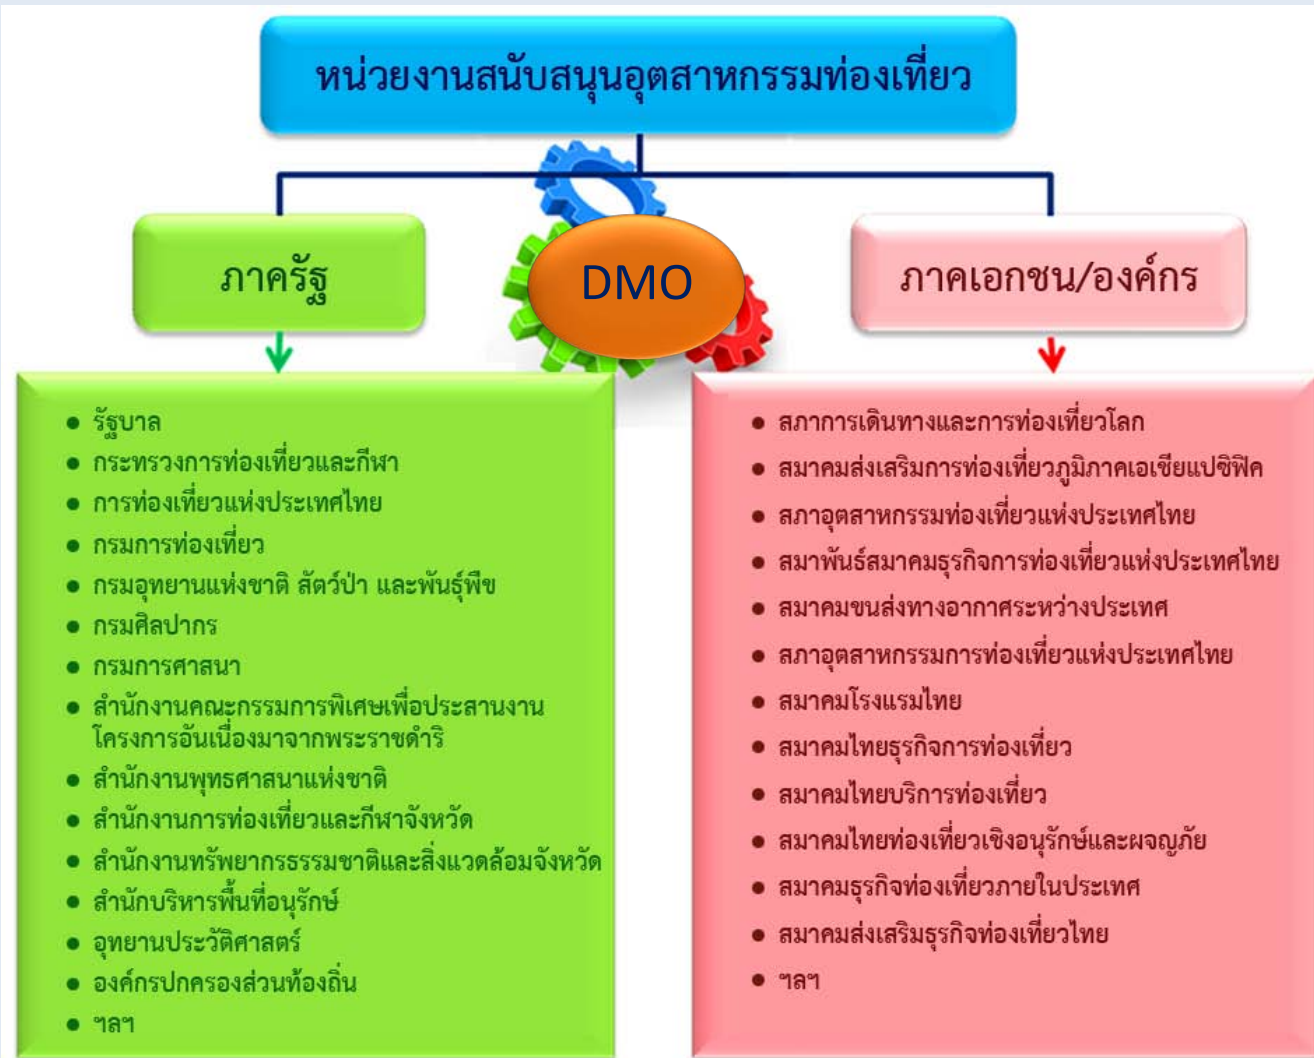 หน่วยงานสนับสนุนอุตสาหกรรมท่องเที่ยว
ภาครัฐ
DMO
ภาคเอกชน/องค์กร
• รัฐบาล
• กระทรวงการท่องเที่ยวและกีฬา
• การท่องเที่ยวแห่งประเทศไทย
• กรมการท่องเที่ยว
• กรมอุทยานแห่งชาติ สัตว์ป่า และพันธุ์พืช
• กรมศิลปากร
• กรมการศาสนา
• สำนักงานคณะกรรมการพิเศษเพื่อประสานงาน
โครงการอันเนื่องมาจากพระราชดำริ
• สำนักงานพุทธศาสนาแห่งชาติ
• สำนักงานการท่องเที่ยวและกีฬาจังหวัด
• สำนักงานทรัพยากรธรรมชาติและสิ่งแวดล้อมจังหวัด
• สำนักบริหารพื้นที่อนุรักษ์
• อุทยานประวัติศาสตร์
• องค์กรปกครองส่วนท้องถิ่น
• ฯลฯ
• สภาการเดินทางและการท่องเที่ยวโลก
• สมาคมส่งเสริมการท่องเที่ยวภูมิภาคเอเชียแปซิฟิค
• สภาอุตสาหกรรมท่องเที่ยวแห่งประเทศไทย
• สมาพันธ์สมาคมธุรกิจการท่องเที่ยวแห่งประเทศไทย
• สมาคมขนส่งทางอากาศระหว่างประเทศ
• สภาอุตสาหกรรมการท่องเที่ยวแห่งประเทศไทย
• สมาคมโรงแรมไทย
• สมาคมไทยธุรกิจการท่องเที่ยว
• สมาคมไทยบริการท่องเที่ยว
• สมาคมไทยท่องเที่ยวเชิงอนุรักษ์และผจญภัย
• สมาคมธุรกิจท่องเที่ยวภายในประเทศ
• สมาคมส่งเสริมธุรกิจท่องเที่ยวไทย
• ฯลฯ